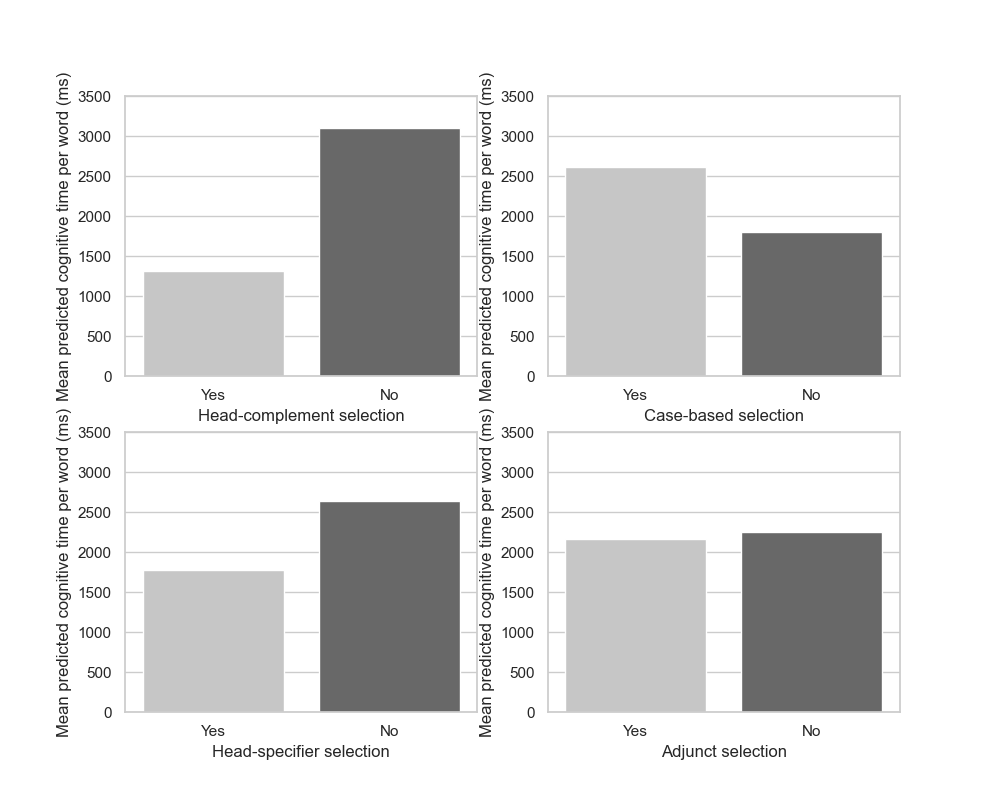 Mean predicted cognitive time per word (ms)
3500
3000
2500
2000
1500
1000
500
0
Yes
No
Head-complement selection
Mean predicted cognitive time per word (ms)
3500
3000
2500
2000
1500
1000
500
0
Yes
No
Case-based selection
Mean predicted cognitive time per word (ms)
3500
3000
2500
2000
1500
1000
500
0
Yes
No
Head-specifier selection
Mean predicted cognitive time per word (ms)
3500
3000
2500
2000
1500
1000
500
0
Yes
No
Adjunct selection